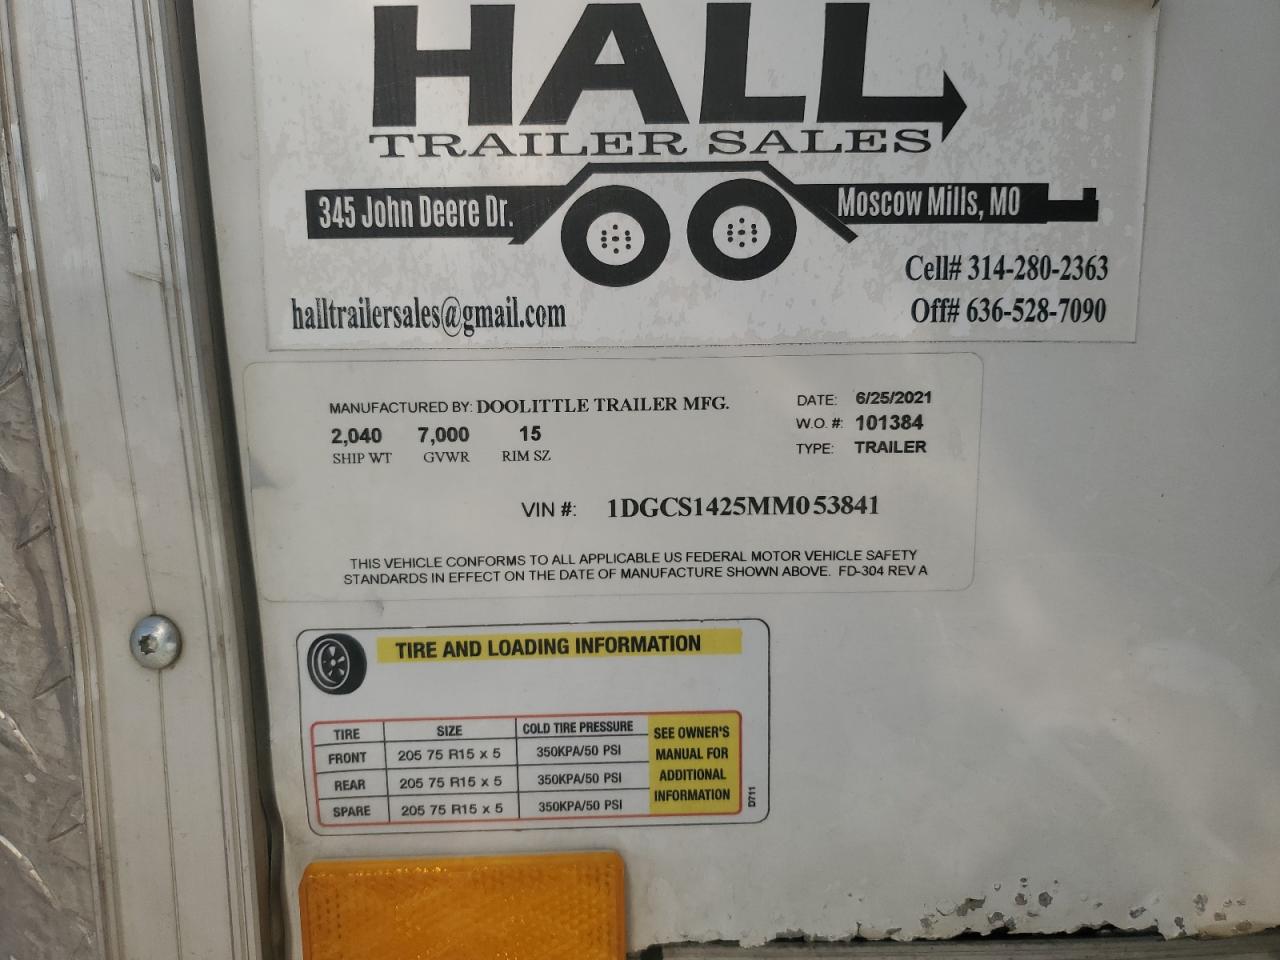 HALL
TRAILER SALES
345 John Deere Dr.
Moscow Mills, MO
Cell# 314-280-2363
halltrailersales@gmail.com
Off# 636-528-7090
MANUFACTURED BY: DOOLITTLE TRAILER MFG.
DATE: 6/25/2021
2,040 7,000 15
W.O. #: 101384
SHIP WT GVWR RIM SZ
TYPE: TRAILER
VIN #: 1DGCS1425MM053841
THIS VEHICLE CONFORMS TO ALL APPLICABLE US FEDERAL MOTOR VEHICLE SAFETY
STANDARDS IN EFFECT ON THE DATE OF MANUFACTURE SHOWN ABOVE. FD-304 REV A
TIRE AND LOADING INFORMATION
TIRE SIZE COLD TIRE PRESSURE
FRONT 205 75 R15 x 5 350KPA/50 PSI
REAR 205 75 R15 x 5 350KPA/50 PSI
SPARE 205 75 R15 x 5 350KPA/50 PSI
SEE OWNER'S
MANUAL FOR
ADDITIONAL
INFORMATION
D711